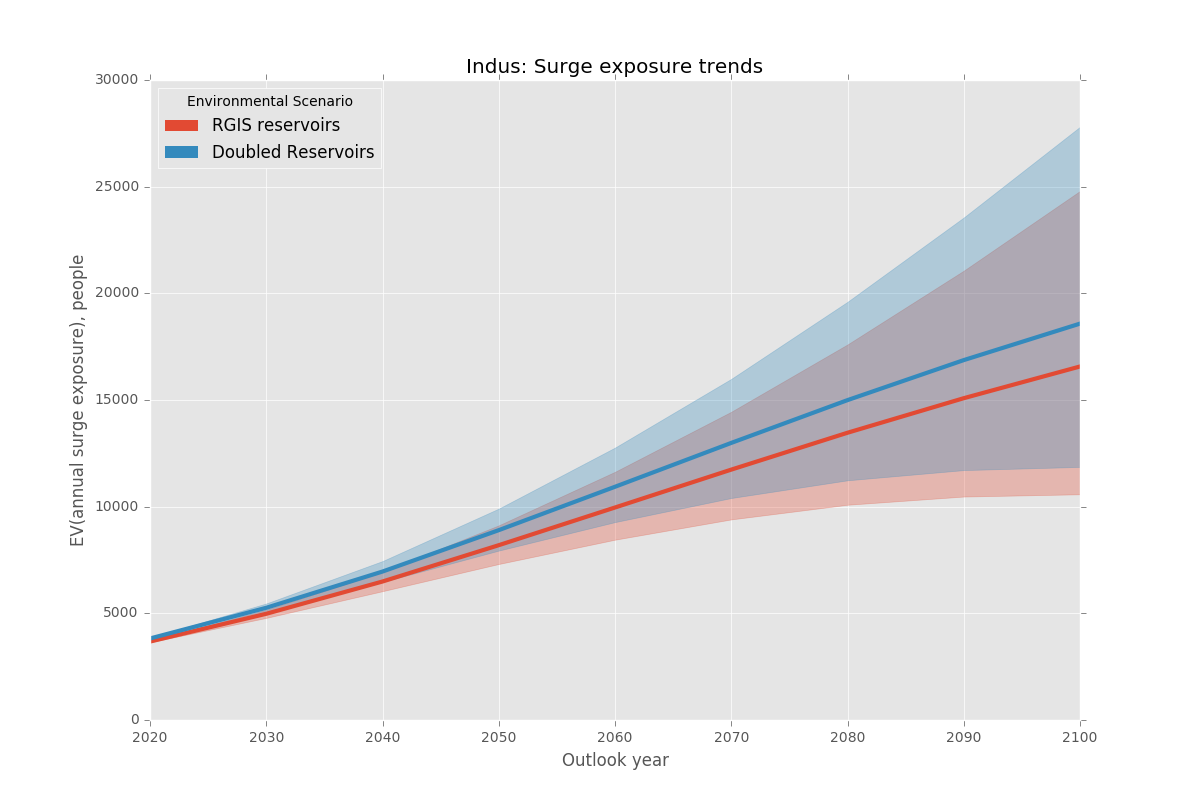 Indus: Surge exposure trends
30000
25000
20000
15000
10000
5000
0
EV(annual surge exposure), people
Environmental Scenario
RGIS reservoirs
Doubled Reservoirs
2020 2030 2040 2050 2060 2070 2080 2090 2100
Outlook year